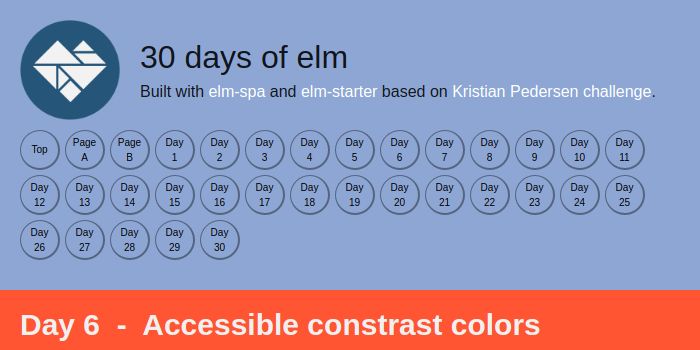 30 days of elm
Built with elm-spa and elm-starter based on Kristian Pedersen challenge.
Top Page A Page B Day 1 Day 2 Day 3 Day 4 Day 5 Day 6 Day 7 Day 8 Day 9 Day 10 Day 11
Day 12 Day 13 Day 14 Day 15 Day 16 Day 17 Day 18 Day 19 Day 20 Day 21 Day 22 Day 23 Day 24 Day 25
Day 26 Day 27 Day 28 Day 29 Day 30
Day 6 - Accessible constrast colors